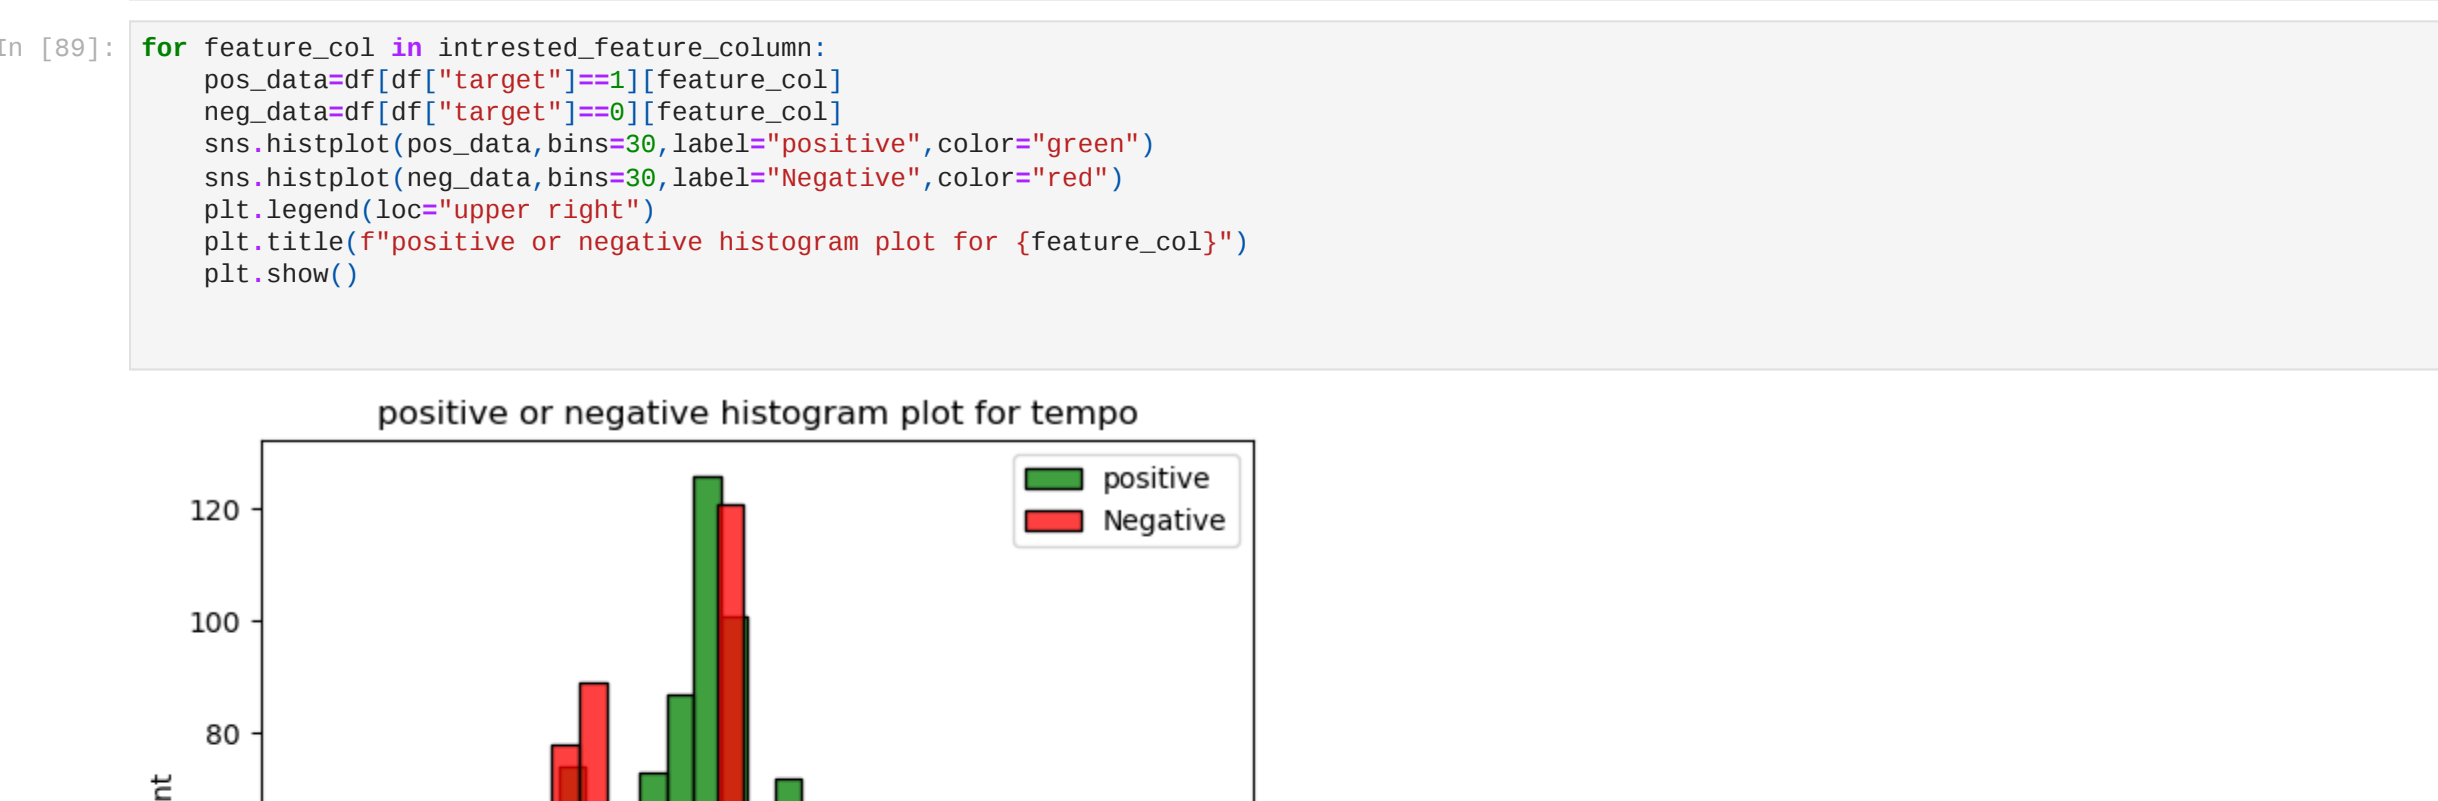 In [89]:
for feature_col in intrested_feature_column:
    pos_data=df[df["target"]==1][feature_col]
    neg_data=df[df["target"]==0][feature_col]
    sns.histplot(pos_data,bins=30,label="positive",color="green")
    sns.histplot(neg_data,bins=30,label="Negative",color="red")
    plt.legend(loc="upper right")
    plt.title(f"positive or negative histogram plot for {feature_col}")
    plt.show()
positive or negative histogram plot for tempo
positive
Negative
120
100
80
nt